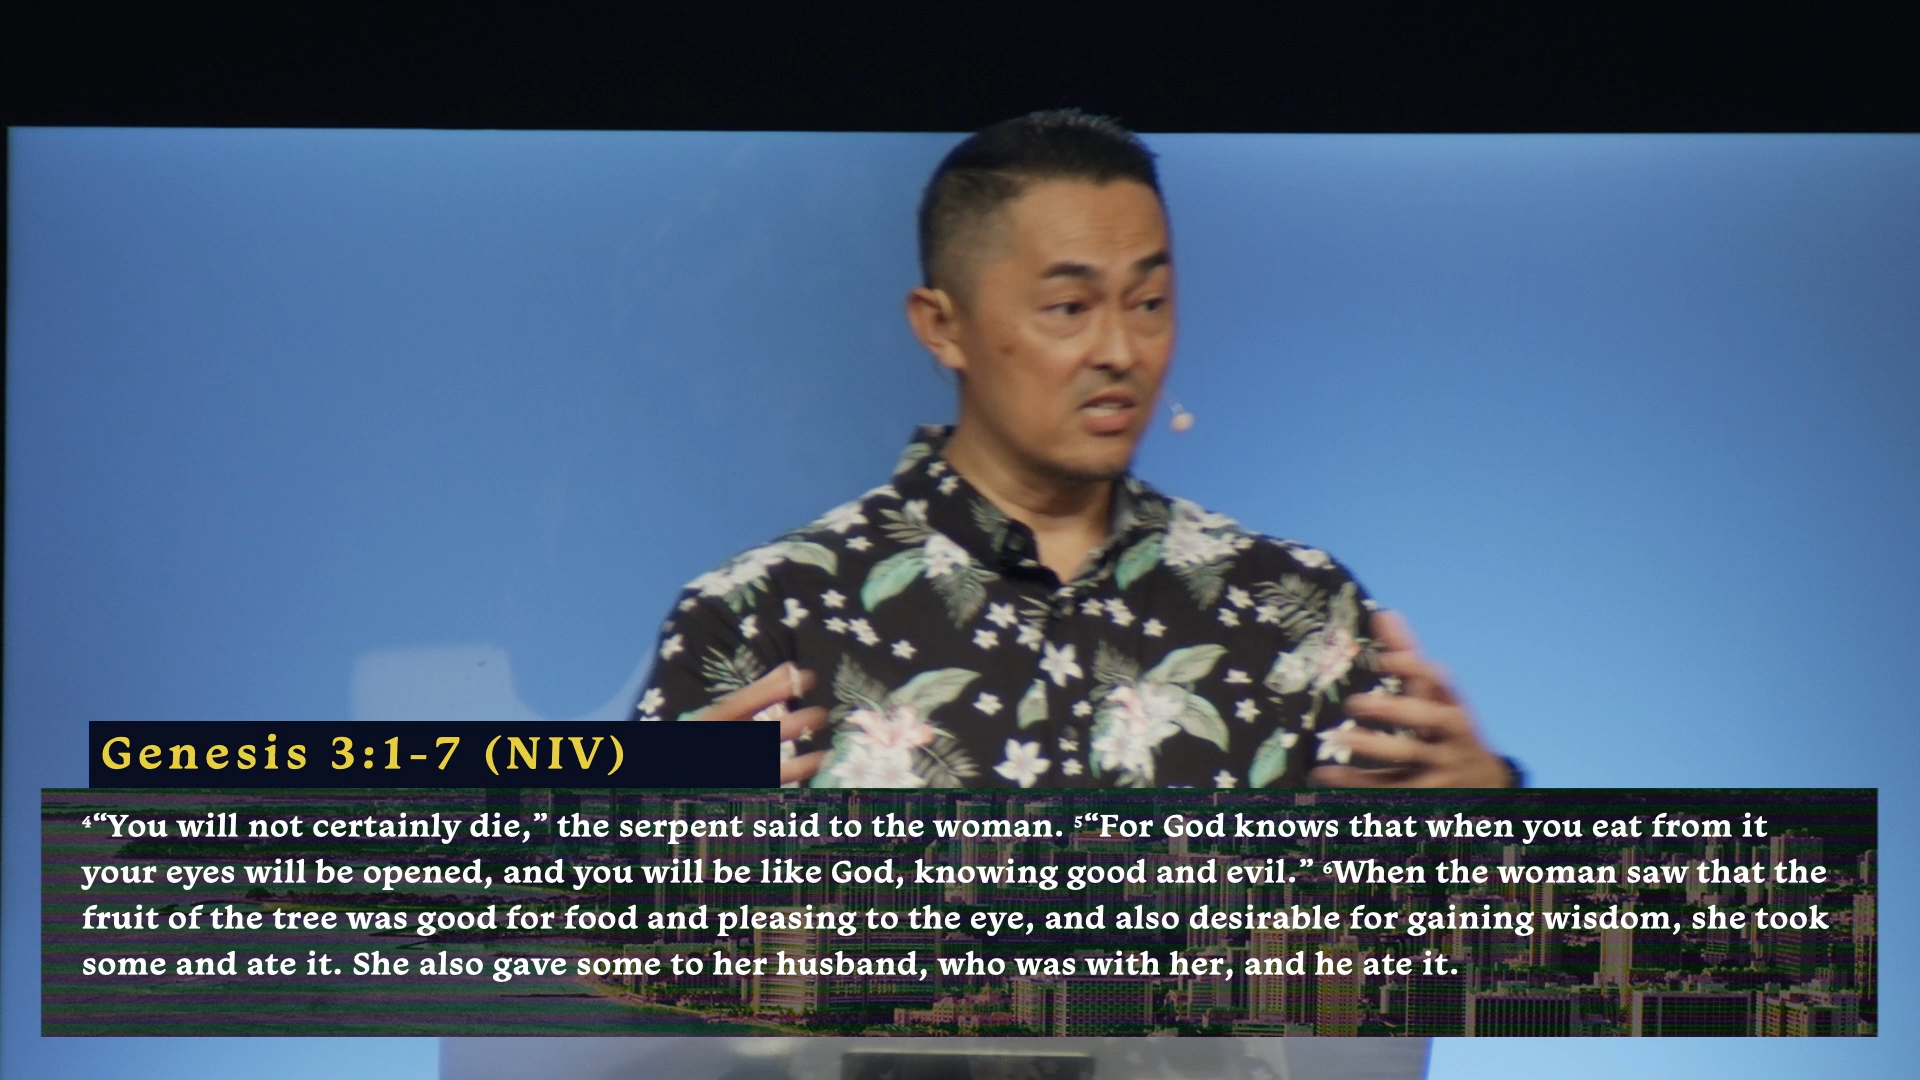 Genesis 3:1-7 (NIV)
⁴“You will not certainly die,” the serpent said to the woman. ⁵“For God knows that when you eat from it
your eyes will be opened, and you will be like God, knowing good and evil.” ⁶When the woman saw that the
fruit of the tree was good for food and pleasing to the eye, and also desirable for gaining wisdom, she took
some and ate it. She also gave some to her husband, who was with her, and he ate it.